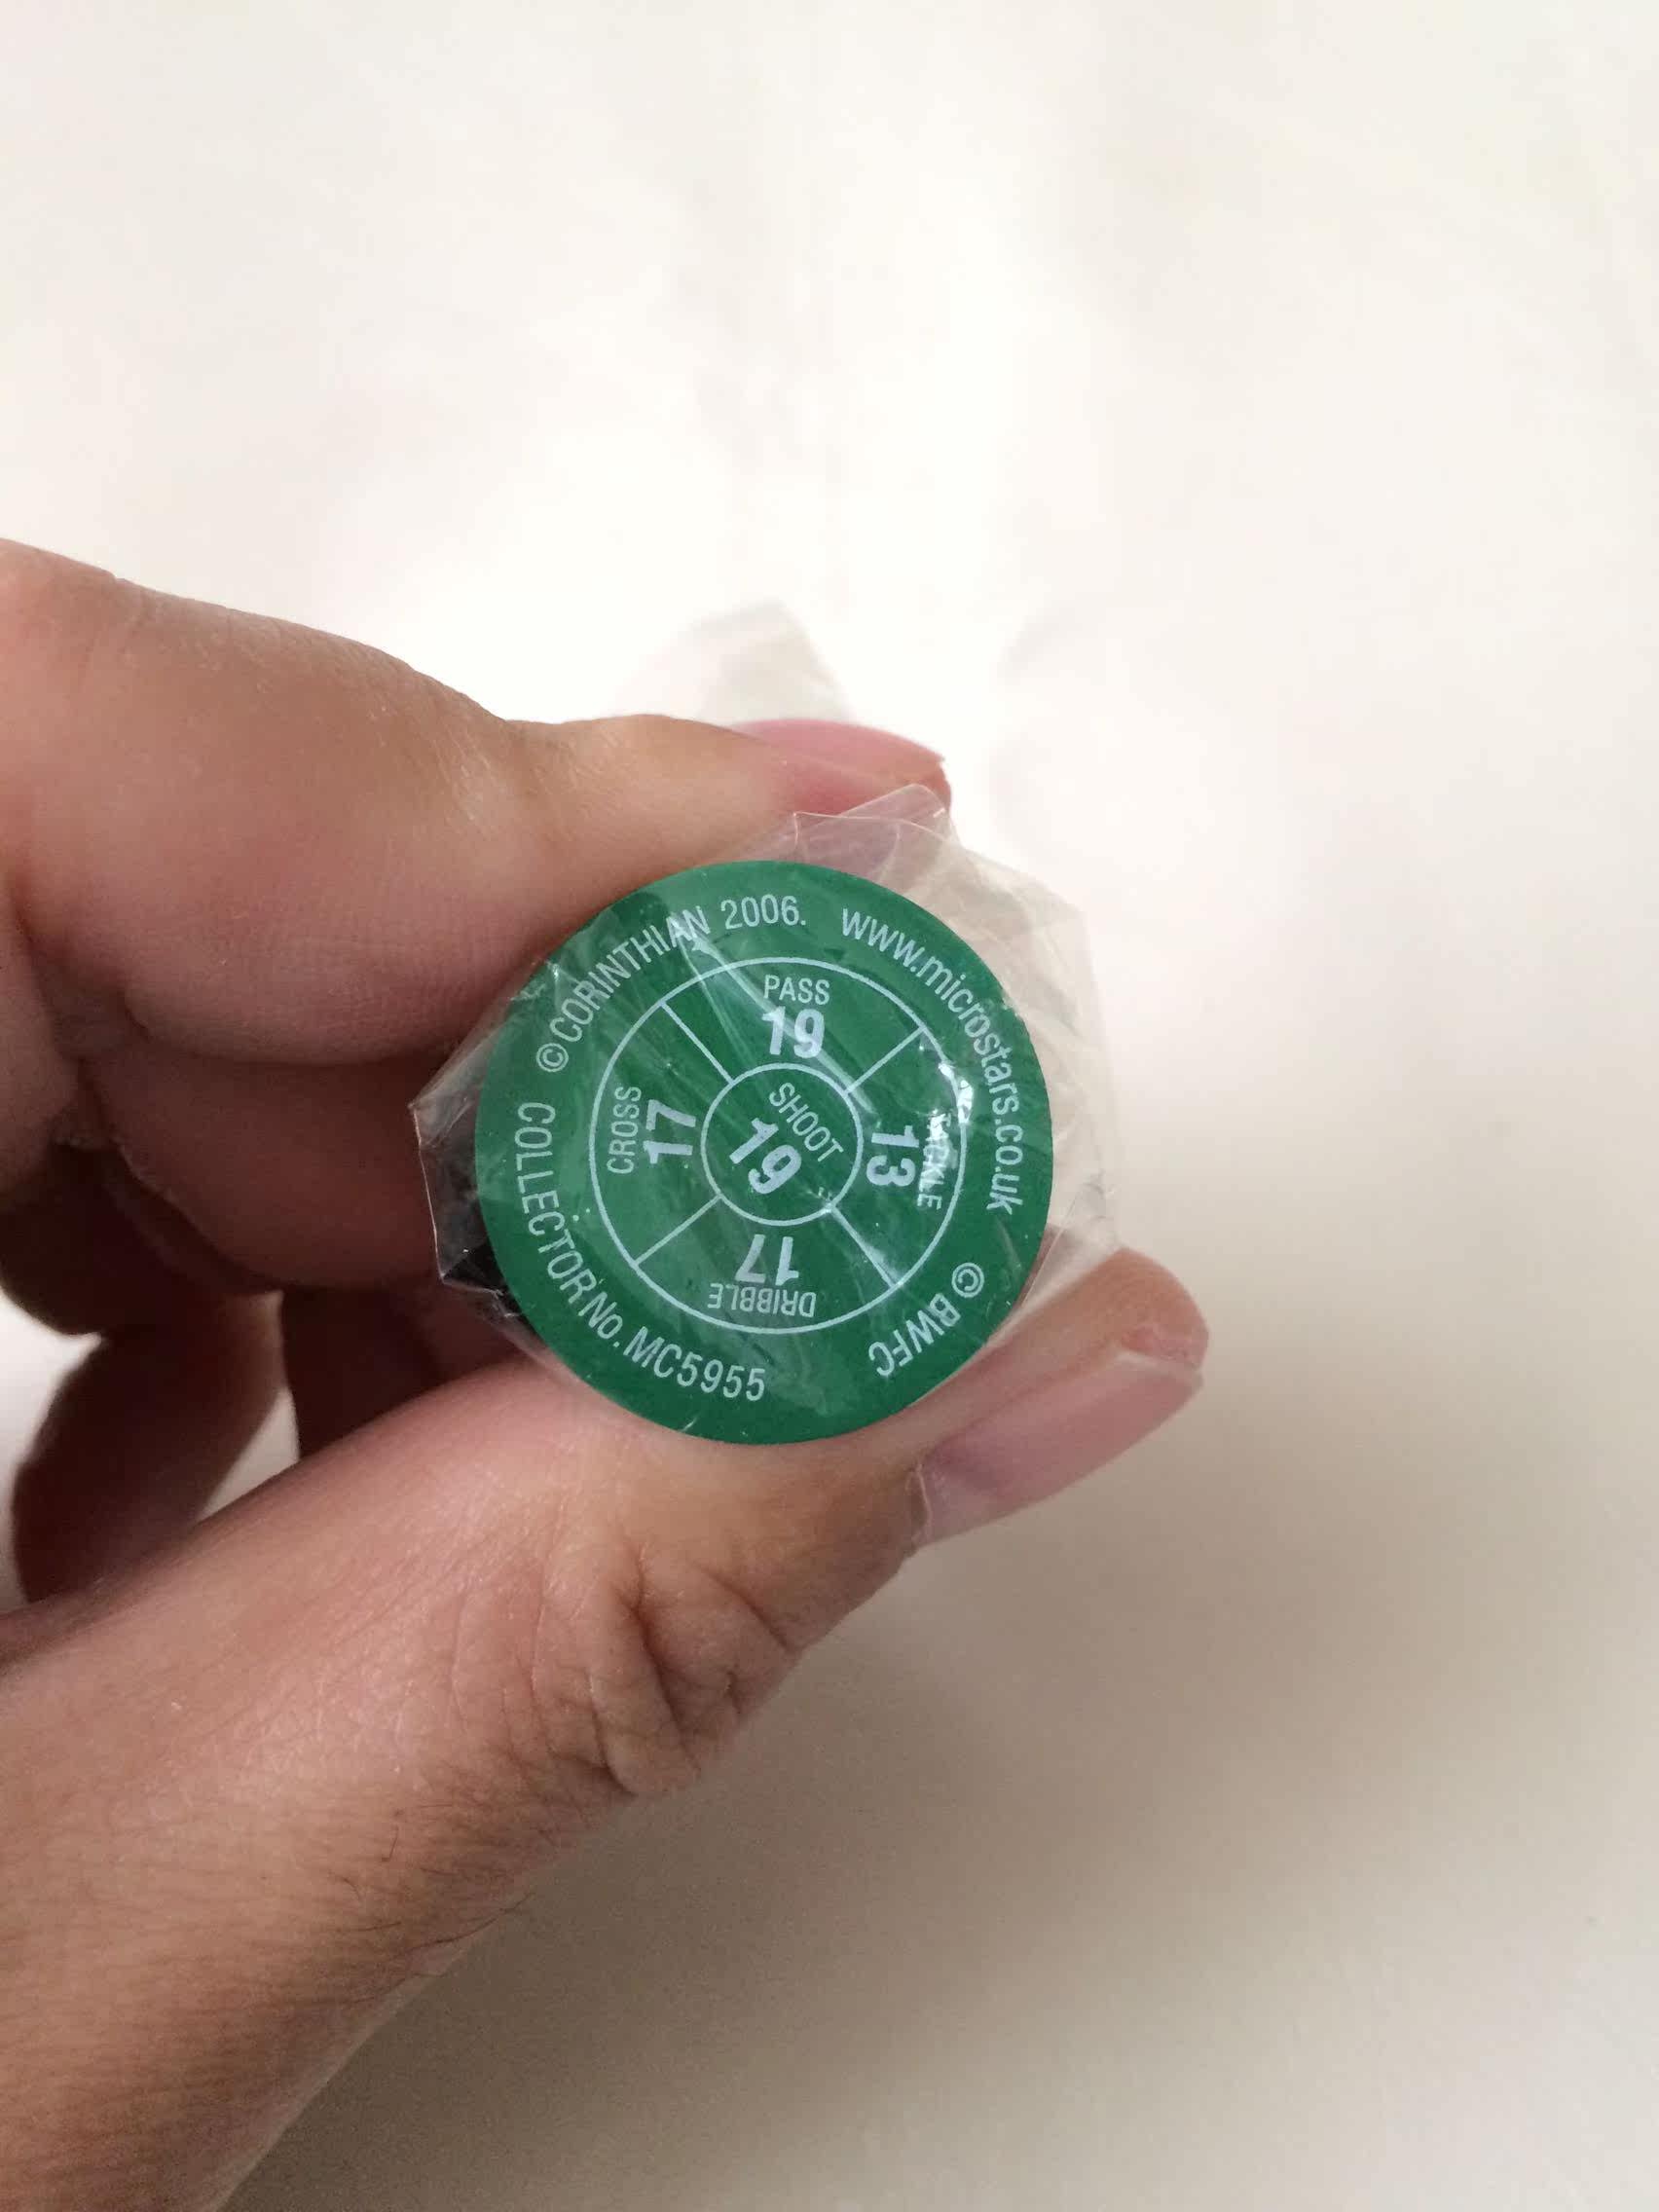 ©CORINTHIAN 2006. www.microstars.co.uk
© BWFC
COLLECTOR No. MC5955
PASS
19
TACKLE
13
DRIBBLE
17
CROSS
17
SHOOT
19